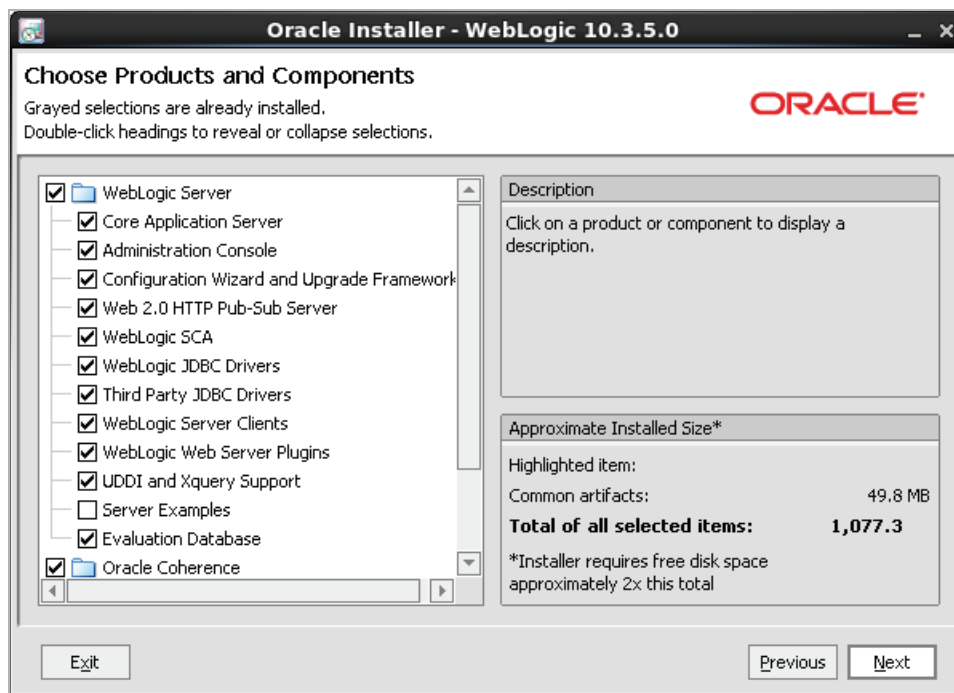 Oracle Installer - WebLogic 10.3.5.0
Choose Products and Components
Grayed selections are already installed.
Double-click headings to reveal or collapse selections.
ORACLE
WebLogic Server
Core Application Server
Administration Console
Configuration Wizard and Upgrade Framework
Web 2.0 HTTP Pub-Sub Server
WebLogic SCA
WebLogic JDBC Drivers
Third Party JDBC Drivers
WebLogic Server Clients
WebLogic Web Server Plugins
UDDI and Xquery Support
Server Examples
Evaluation Database
Oracle Coherence
Description
Click on a product or component to display a
description.
Approximate Installed Size*
Highlighted item:
Common artifacts: 49.8 MB
Total of all selected items: 1,077.3
*Installer requires free disk space
approximately 2x this total
Exit
Previous
Next